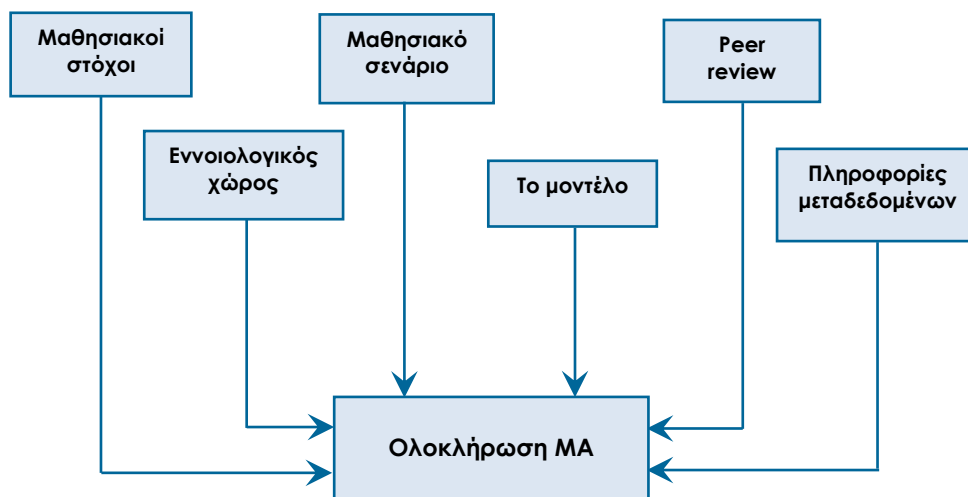 Μαθησιακοί
στόχοι
Μαθησιακό
σενάριο
Peer
review
Εννοιολογικός
χώρος
Το μοντέλο
Πληροφορίες
μεταδεδομένων
Ολοκλήρωση ΜΑ